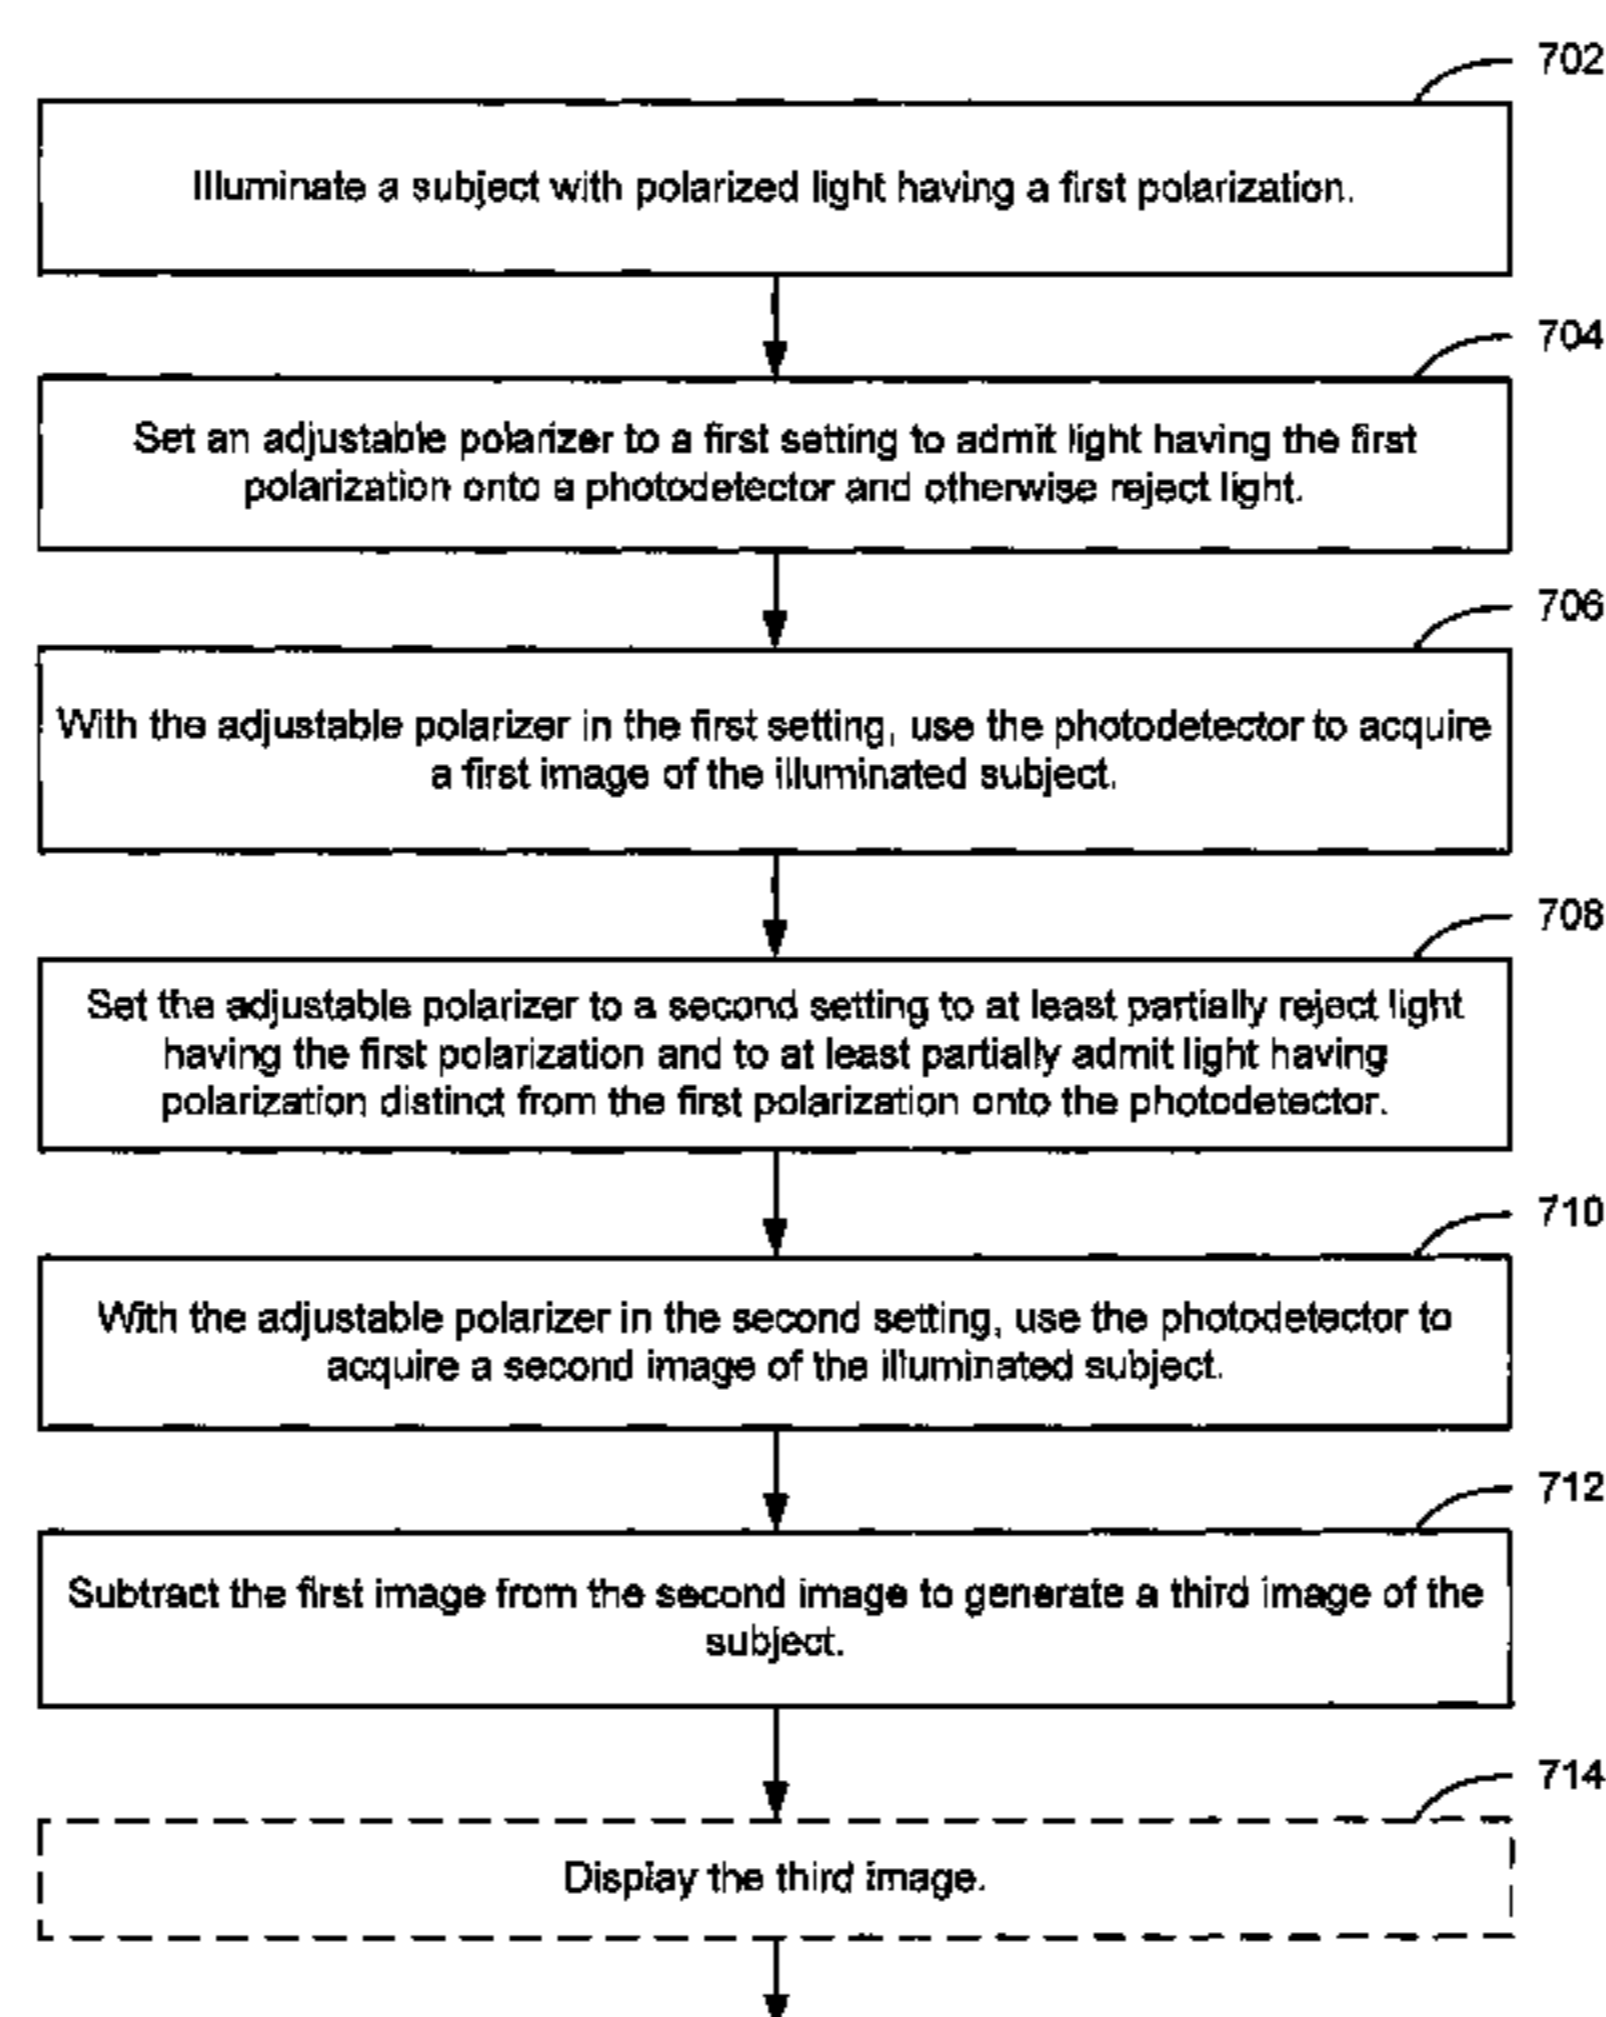 702
Illuminate a subject with polarized light having a first polarization.
704
Set an adjustable polarizer to a first setting to admit light having the first
polarization onto a photodetector and otherwise reject light.
706
With the adjustable polarizer in the first setting, use the photodetector to acquire
a first image of the illuminated subject.
708
Set the adjustable polarizer to a second setting to at least partially reject light
having the first polarization and to at least partially admit light having
polarization distinct from the first polarization onto the photodetector.
710
With the adjustable polarizer in the second setting, use the photodetector to
acquire a second image of the illuminated subject.
712
Subtract the first image from the second image to generate a third image of the
subject.
714
Display the third image.